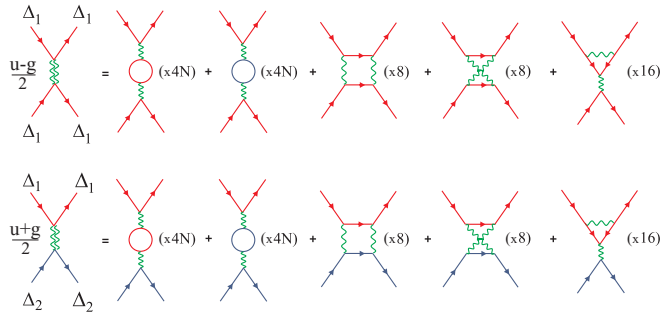 Δ₁ Δ₁
u-g/2 = (x4N) + (x4N) + (x8) + (x8) + (x16)
Δ₁ Δ₁
Δ₁ Δ₁
u+g/2 = (x4N) + (x4N) + (x8) + (x8) + (x16)
Δ₂ Δ₂